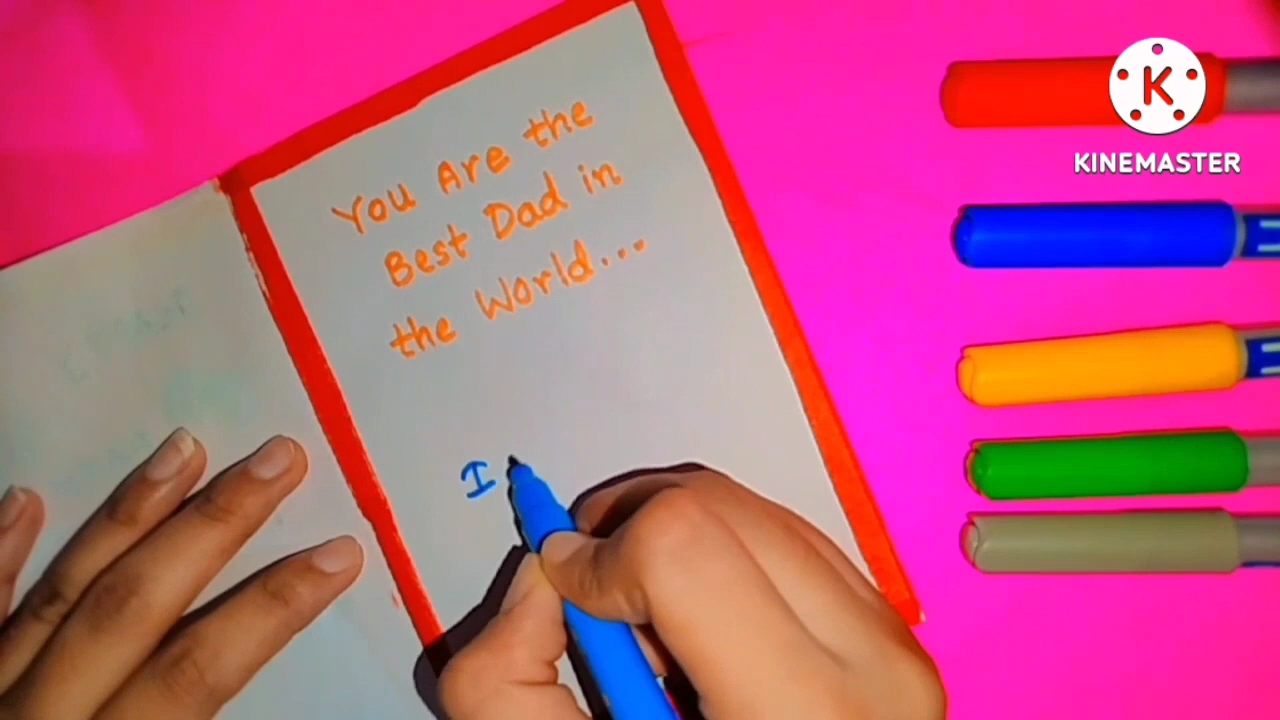 You Are the
Best Dad in
the World...
I
KINEMASTER